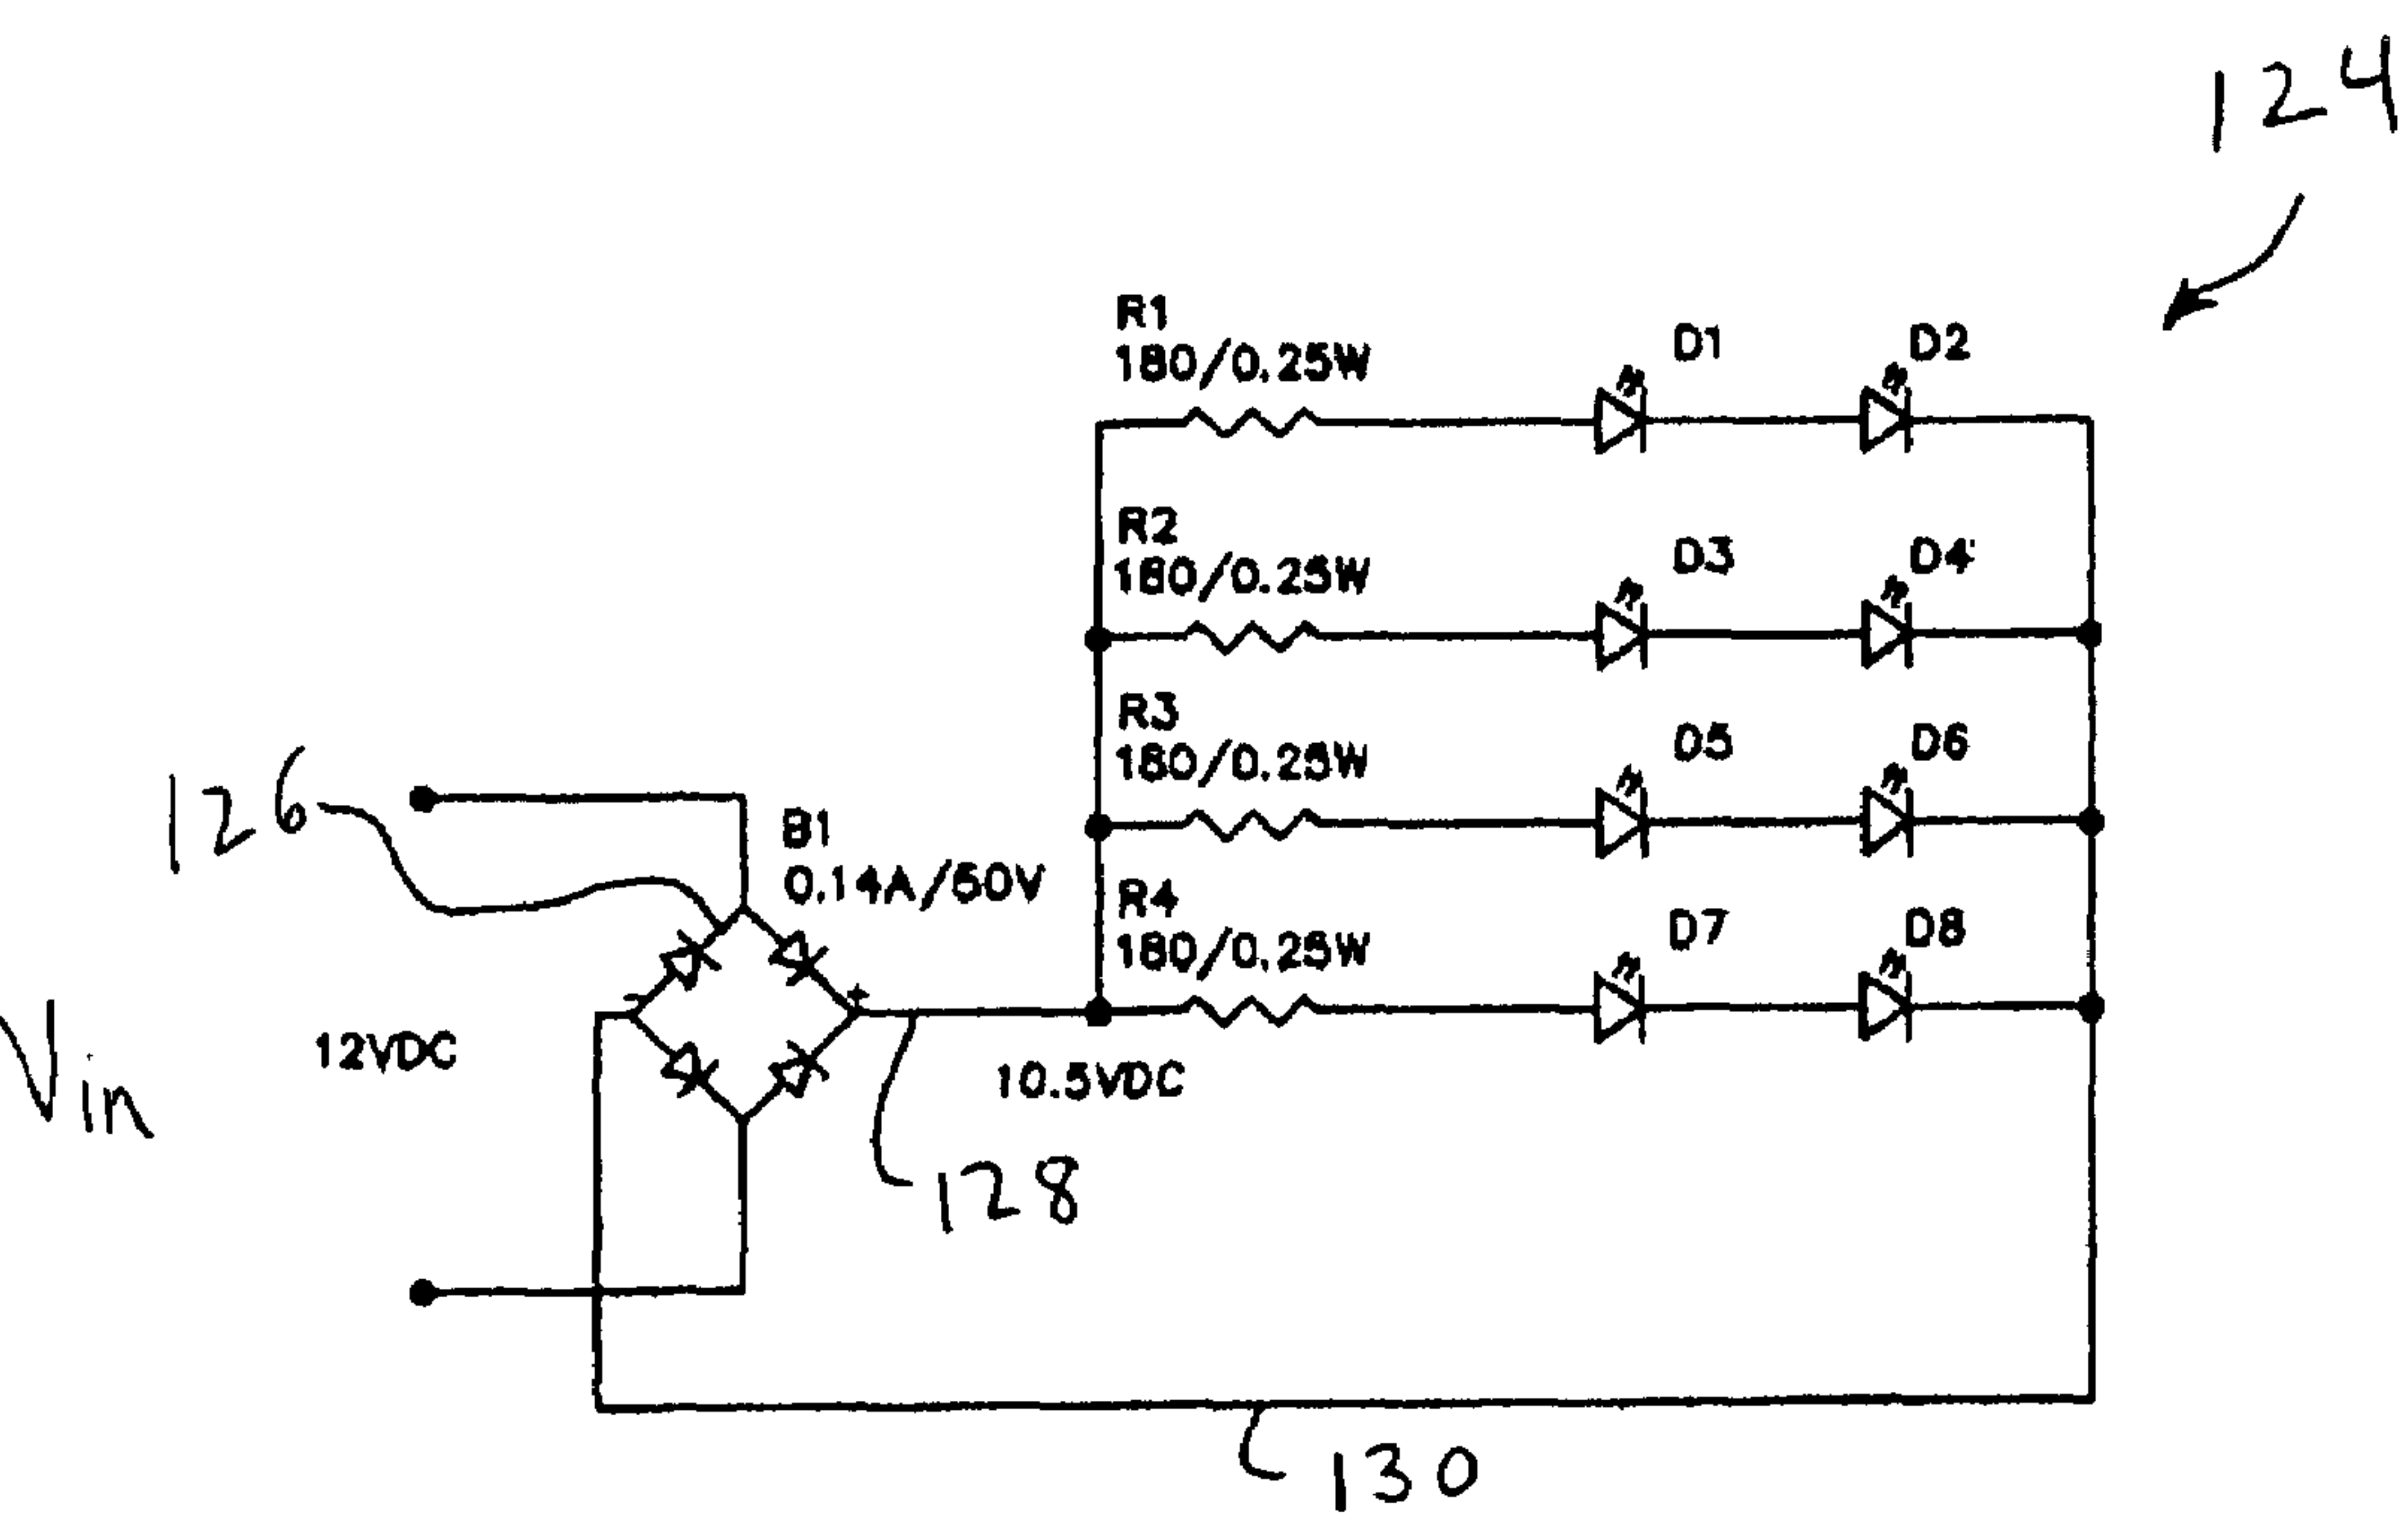 124
R1
180/0.25W
D1
D2
R2
180/0.25W
D3
D4
R3
180/0.25W
D5
D6
126
B1
0.14A/60V
R4
180/0.25W
D7
D8
+
-
Vin
12VDC
10.5VDC
128
130